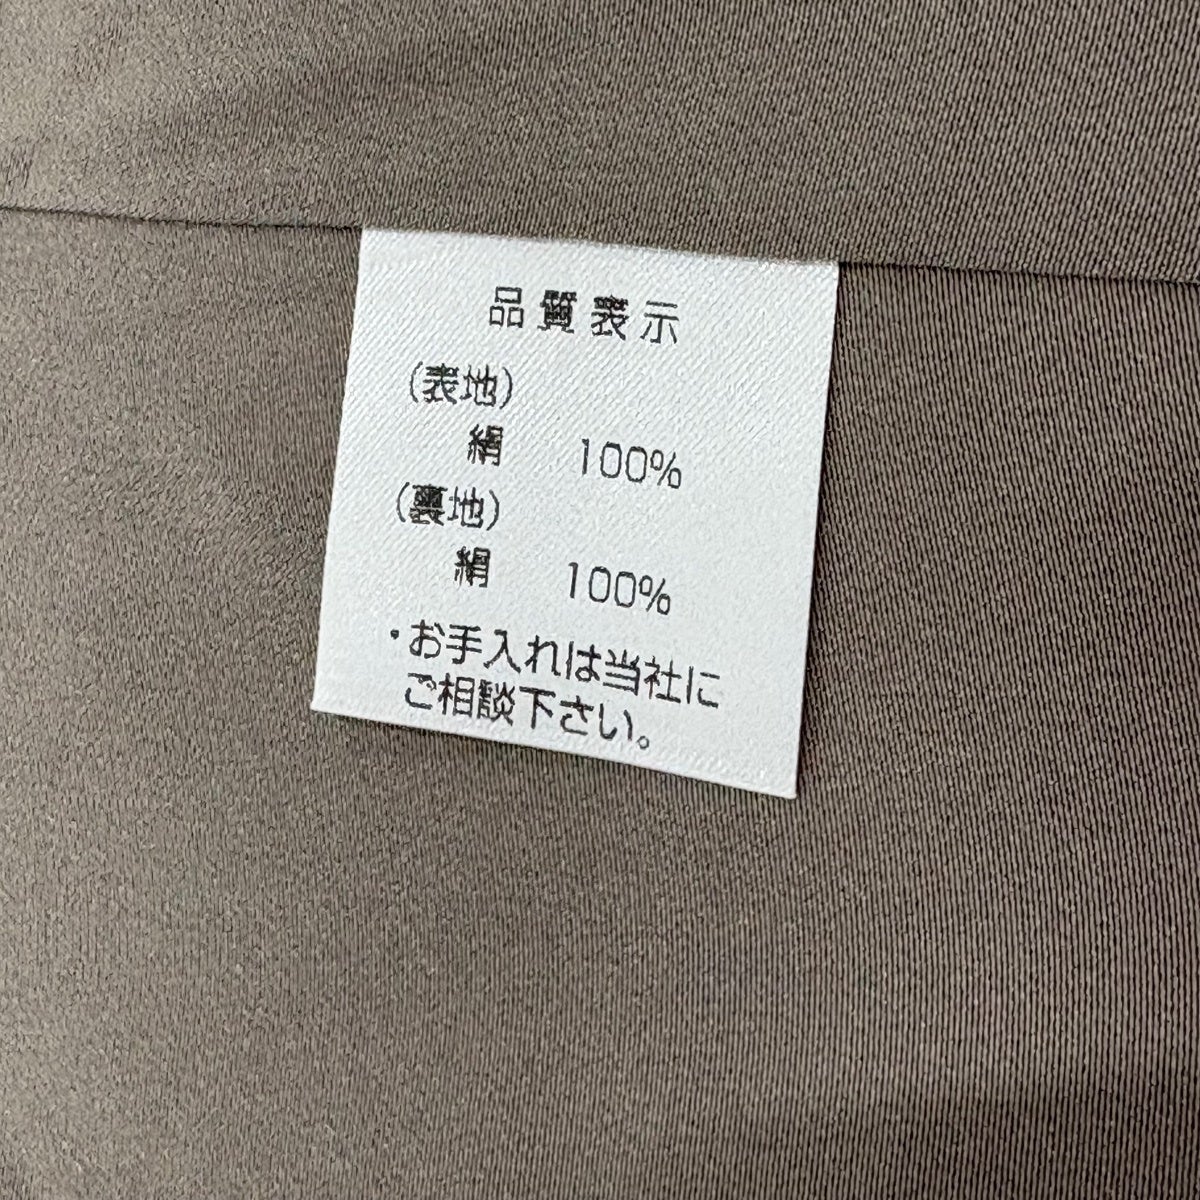 品質表示
(表地)
絹 100%
(裏地)
絹 100%
・お手入れは当社に
ご相談下さい。